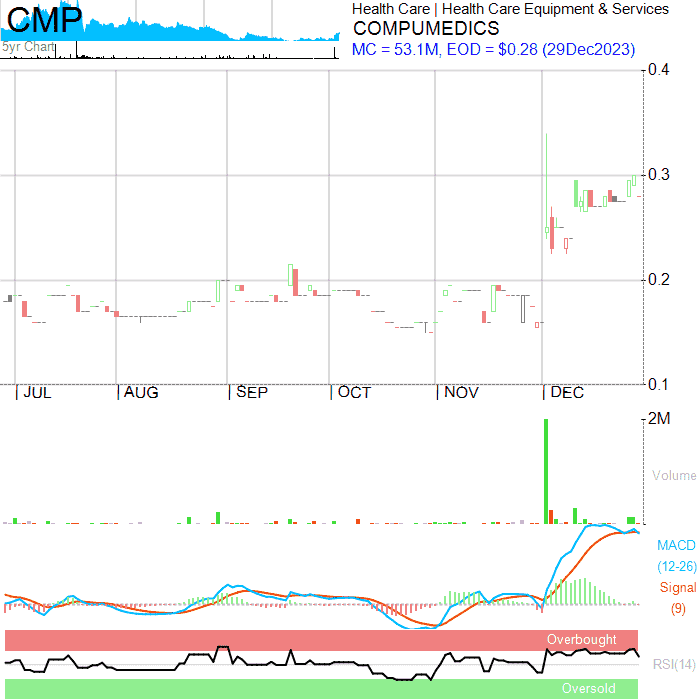 CMP
5yr Chart
Health Care | Health Care Equipment & Services
COMPUMEDICS
MC = 53.1M, EOD = $0.28 (29Dec2023)
0.4
0.3
0.2
0.1
JUL AUG SEP OCT NOV DEC
2M
Volume
MACD
(12-26)
Signal
(9)
Overbought
RSI(14)
Oversold